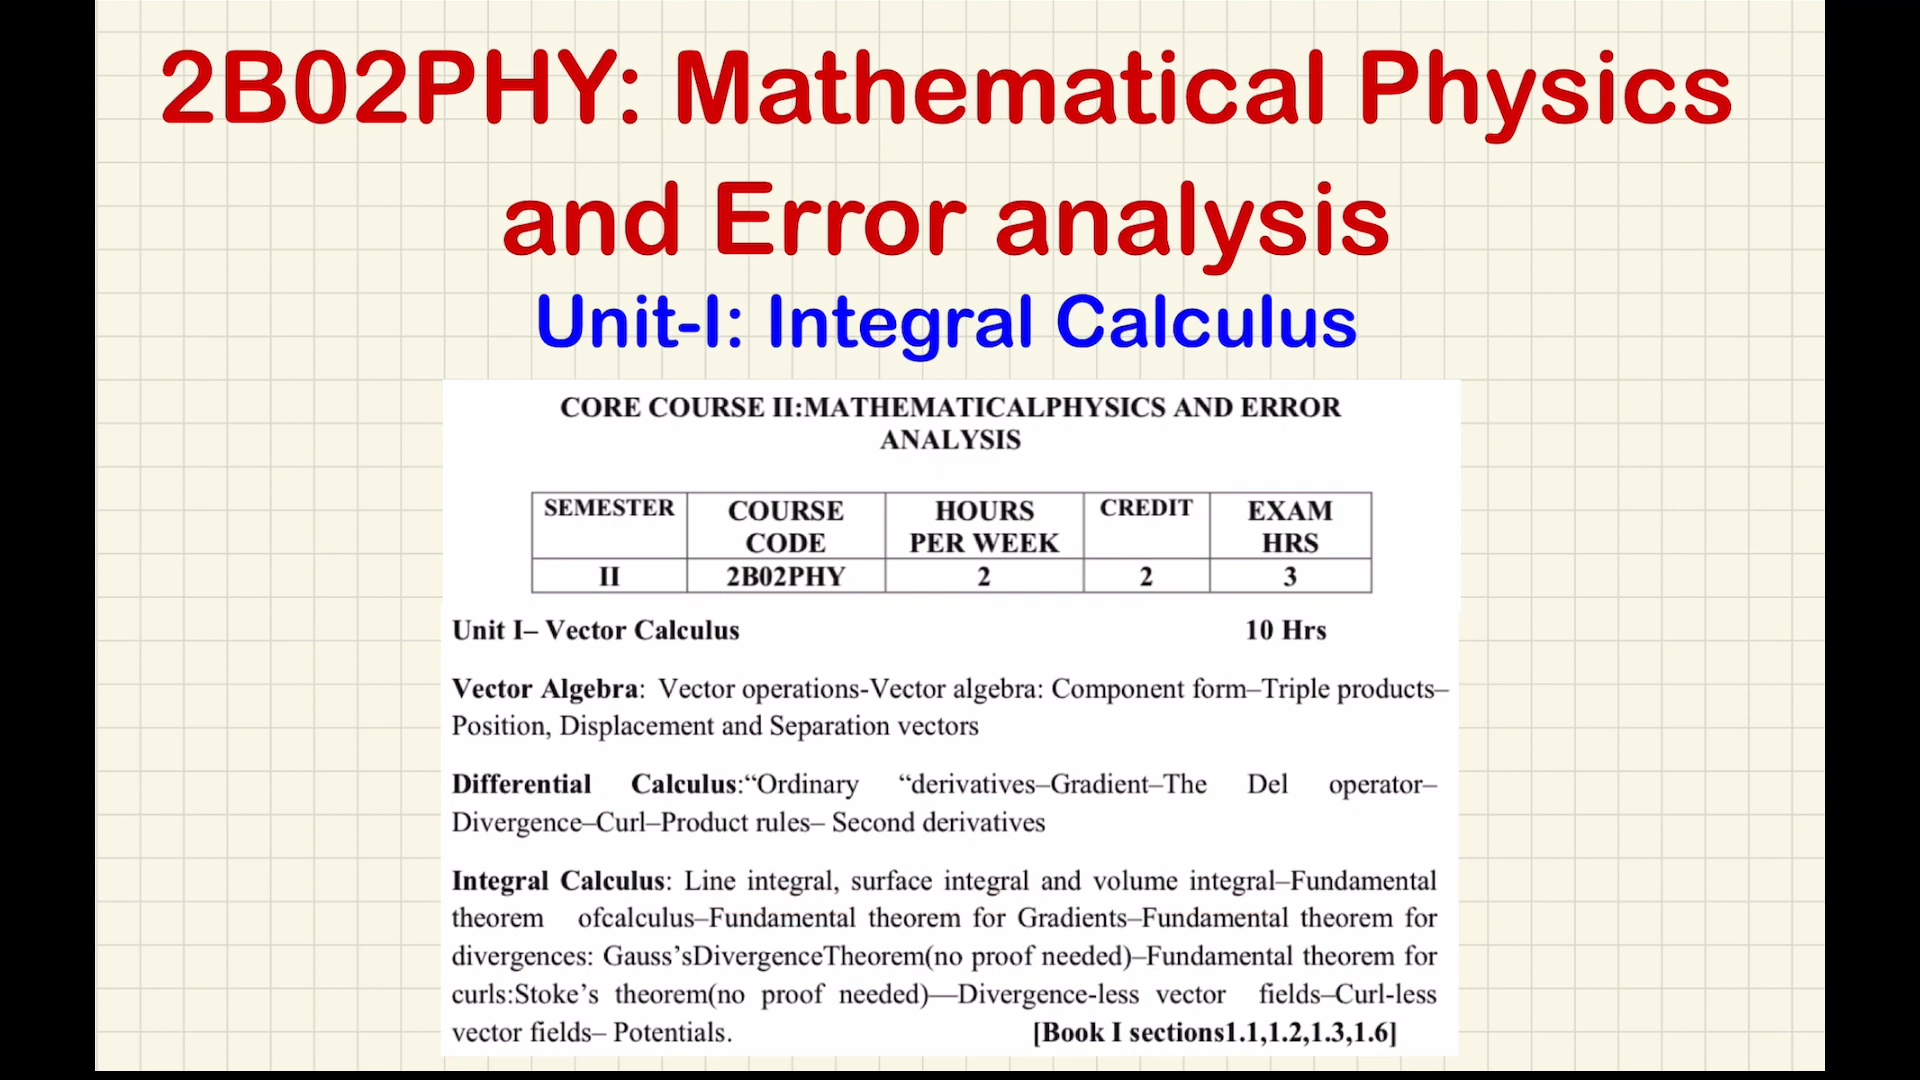 2B02PHY: Mathematical Physics
and Error analysis
Unit-I: Integral Calculus
CORE COURSE II:MATHEMATICALPHYSICS AND ERROR
ANALYSIS
SEMESTER COURSE CODE HOURS PER WEEK CREDIT EXAM HRS
II 2B02PHY 2 2 3
Unit I– Vector Calculus 10 Hrs
Vector Algebra: Vector operations-Vector algebra: Component form–Triple products–
Position, Displacement and Separation vectors
Differential Calculus:“Ordinary “derivatives–Gradient–The Del operator–
Divergence–Curl–Product rules– Second derivatives
Integral Calculus: Line integral, surface integral and volume integral–Fundamental
theorem ofcalculus–Fundamental theorem for Gradients–Fundamental theorem for
divergences: Gauss’sDivergenceTheorem(no proof needed)–Fundamental theorem for
curls:Stoke’s theorem(no proof needed)—Divergence-less vector fields–Curl-less
vector fields– Potentials. [Book I sections1.1,1.2,1.3,1.6]